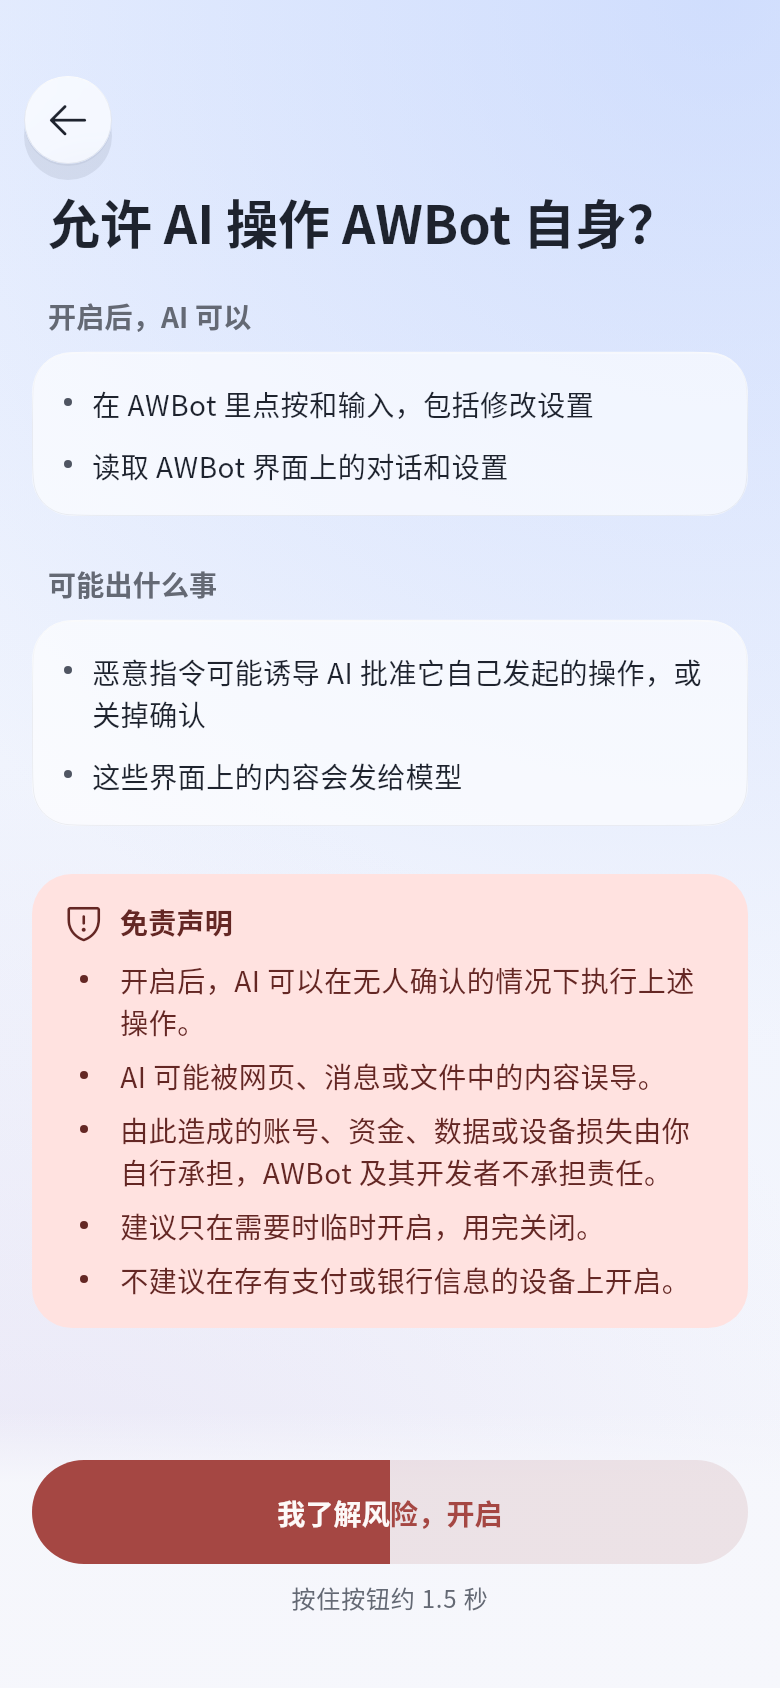 允许 AI 操作 AWBot 自身？
开启后，AI 可以
在 AWBot 里点按和输入，包括修改设置
读取 AWBot 界面上的对话和设置
可能出什么事
恶意指令可能诱导 AI 批准它自己发起的操作，或
关掉确认
这些界面上的内容会发给模型
免责声明
开启后，AI 可以在无人确认的情况下执行上述
操作。
AI 可能被网页、消息或文件中的内容误导。
由此造成的账号、资金、数据或设备损失由你
自行承担，AWBot 及其开发者不承担责任。
建议只在需要时临时开启，用完关闭。
不建议在存有支付或银行信息的设备上开启。
我了解风险，开启
按住按钮约 1.5 秒